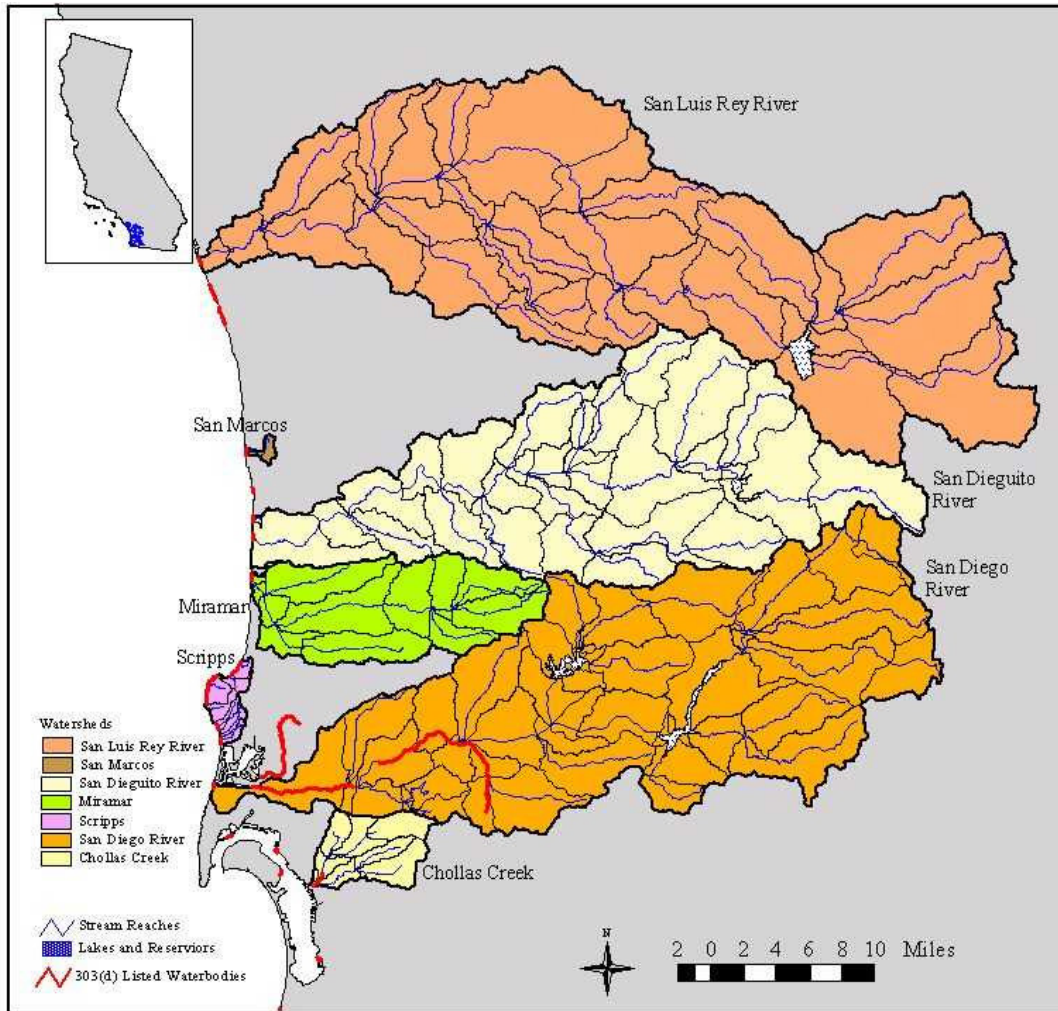 San Luis Rey River
San Marcos
San Dieguito
River
San Diego
River
Miramar
Scripps
Watersheds
San Luis Rey River
San Marcos
San Dieguito River
Miramar
Scripps
San Diego River
Chollas Creek
Chollas Creek
Stream Reaches
Lakes and Reserviors
303(d) Listed Waterbodies
N
2 0 2 4 6 8 10 Miles